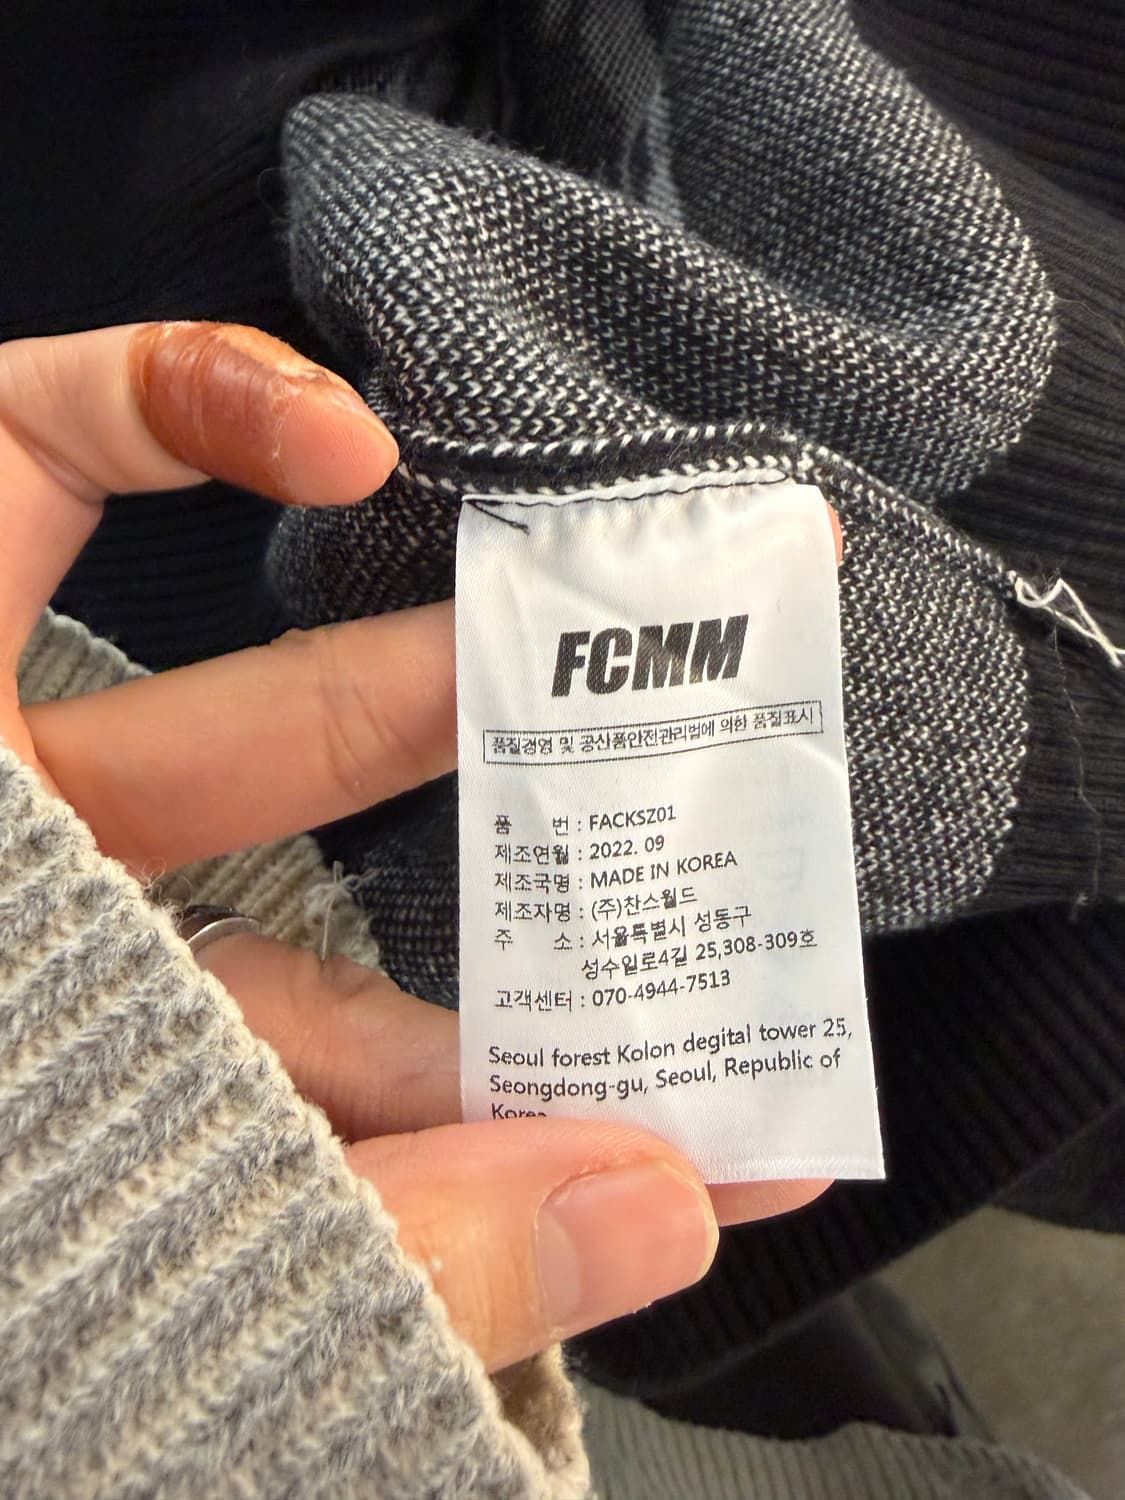 FCMM
품질경영 및 공산품안전관리법에 의한 품질표시
품 번 : FACKSZ01
제조연월 : 2022. 09
제조국명 : MADE IN KOREA
제조자명 : (주)찬스월드
주 소 : 서울특별시 성동구
성수일로4길 25,308-309호
고객센터 : 070-4944-7513
Seoul forest Kolon degital tower 25,
Seongdong-gu, Seoul, Republic of
Korea